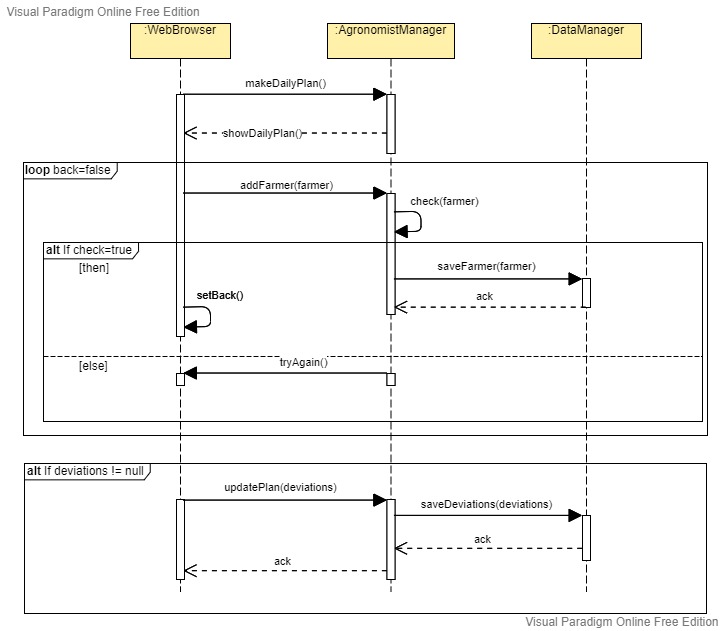 Visual Paradigm Online Free Edition
:WebBrowser
:AgronomistManager
:DataManager
makeDailyPlan()
showDailyPlan()
loop back=false
addFarmer(farmer)
check(farmer)
alt If check=true
[then]
saveFarmer(farmer)
setBack()
ack
[else]
tryAgain()
alt If deviations != null
updatePlan(deviations)
saveDeviations(deviations)
ack
ack
Visual Paradigm Online Free Edition